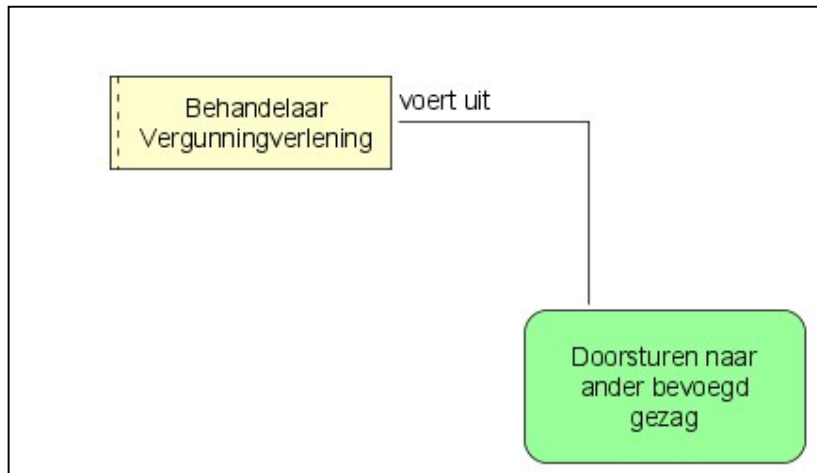 Behandelaar
Vergunningverlening
voert uit
Doorsturen naar
ander bevoegd
gezag